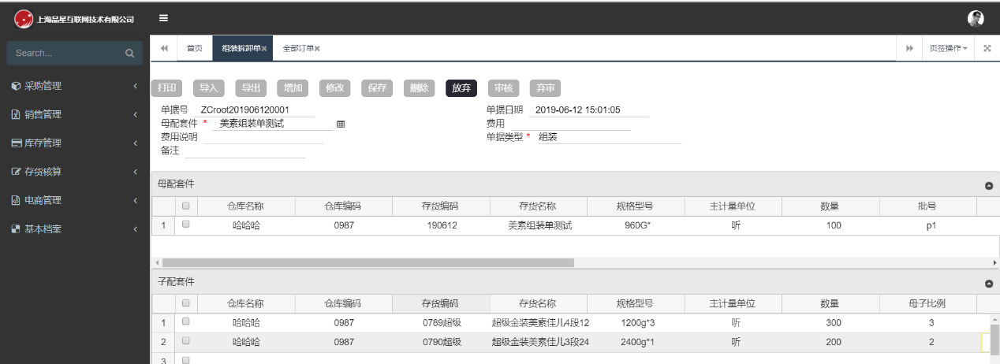 上海品星互联网技术有限公司
Search...
首页 组装拆卸单 全部订单 页签操作
采购管理
销售管理
库存管理
存货核算
电商管理
基本档案
打印 导入 导出 增加 修改 保存 删除 放弃 审核 弃审
单据号 ZCroot201906120001 单据日期 2019-06-12 15:01:05
母配套件 * 美素组装单测试 费用
费用说明 单据类型 * 组装
备注
母配套件
仓库名称 仓库编码 存货编码 存货名称 规格型号 主计量单位 数量 批号
1 哈哈哈 0987 190612 美素组装单测试 960G* 听 100 p1
子配套件
仓库名称 仓库编码 存货编码 存货名称 规格型号 主计量单位 数量 母子比例
1 哈哈哈 0987 0789超级 超级金装美素佳儿4段12 1200g*3 听 300 3
2 哈哈哈 0987 0790超级 超级金装美素佳儿3段24 2400g*1 听 200 2
3